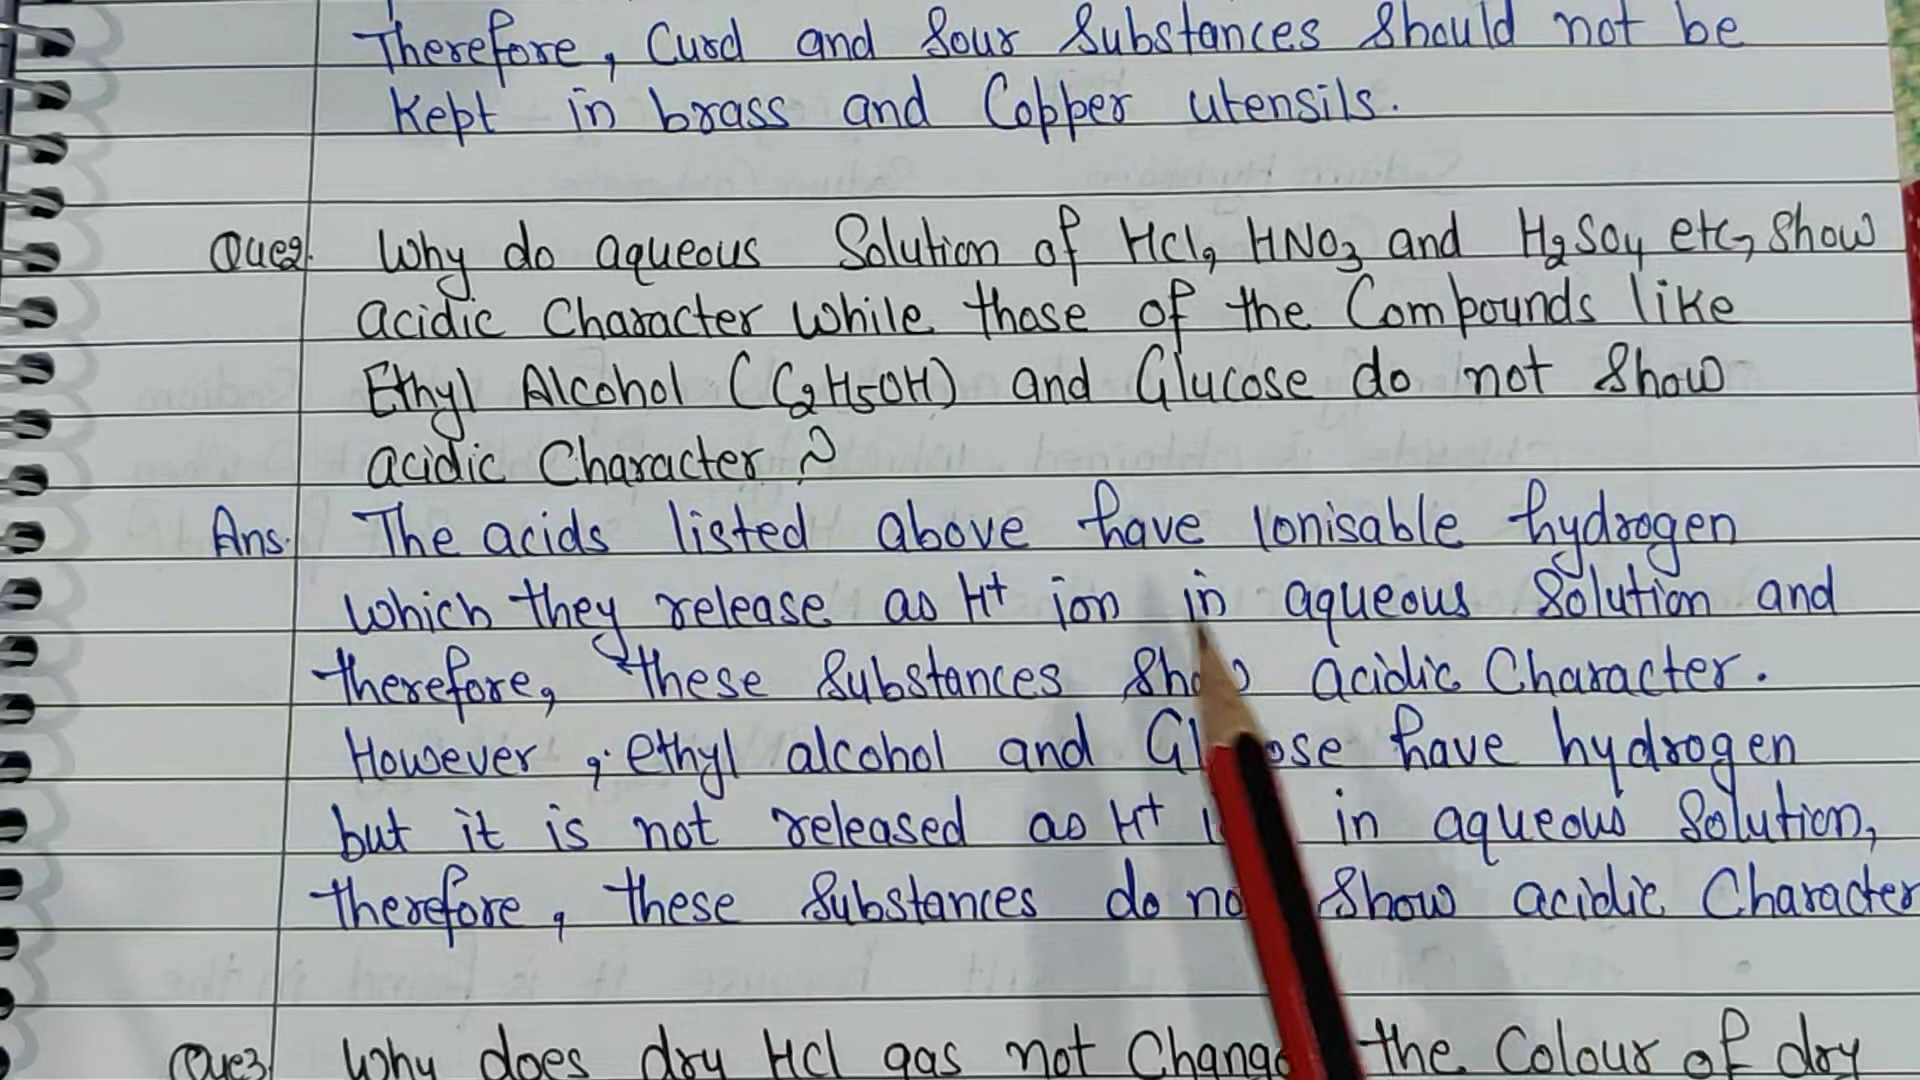 Therefore, Curd and Sour Substances Should not be
Kept in brass and Copper utensils.
Que2. Why do aqueous Solution of HCl, HNO3 and H2SO4 etc, Show
acidic Character while those of the Compounds like
Ethyl Alcohol (C2H5OH) and Glucose do not Show
acidic Character ?
Ans. The acids listed above have Ionisable hydrogen
which they release as H+ ion in aqueous Solution and
therefore, these Substances Show acidic Character.
However, ethyl alcohol and Glucose have hydrogen
but it is not released as H+ in aqueous Solution,
therefore, these Substances do not Show acidic Character
Que3 Why does dry HCl gas not Change the Colour of dry